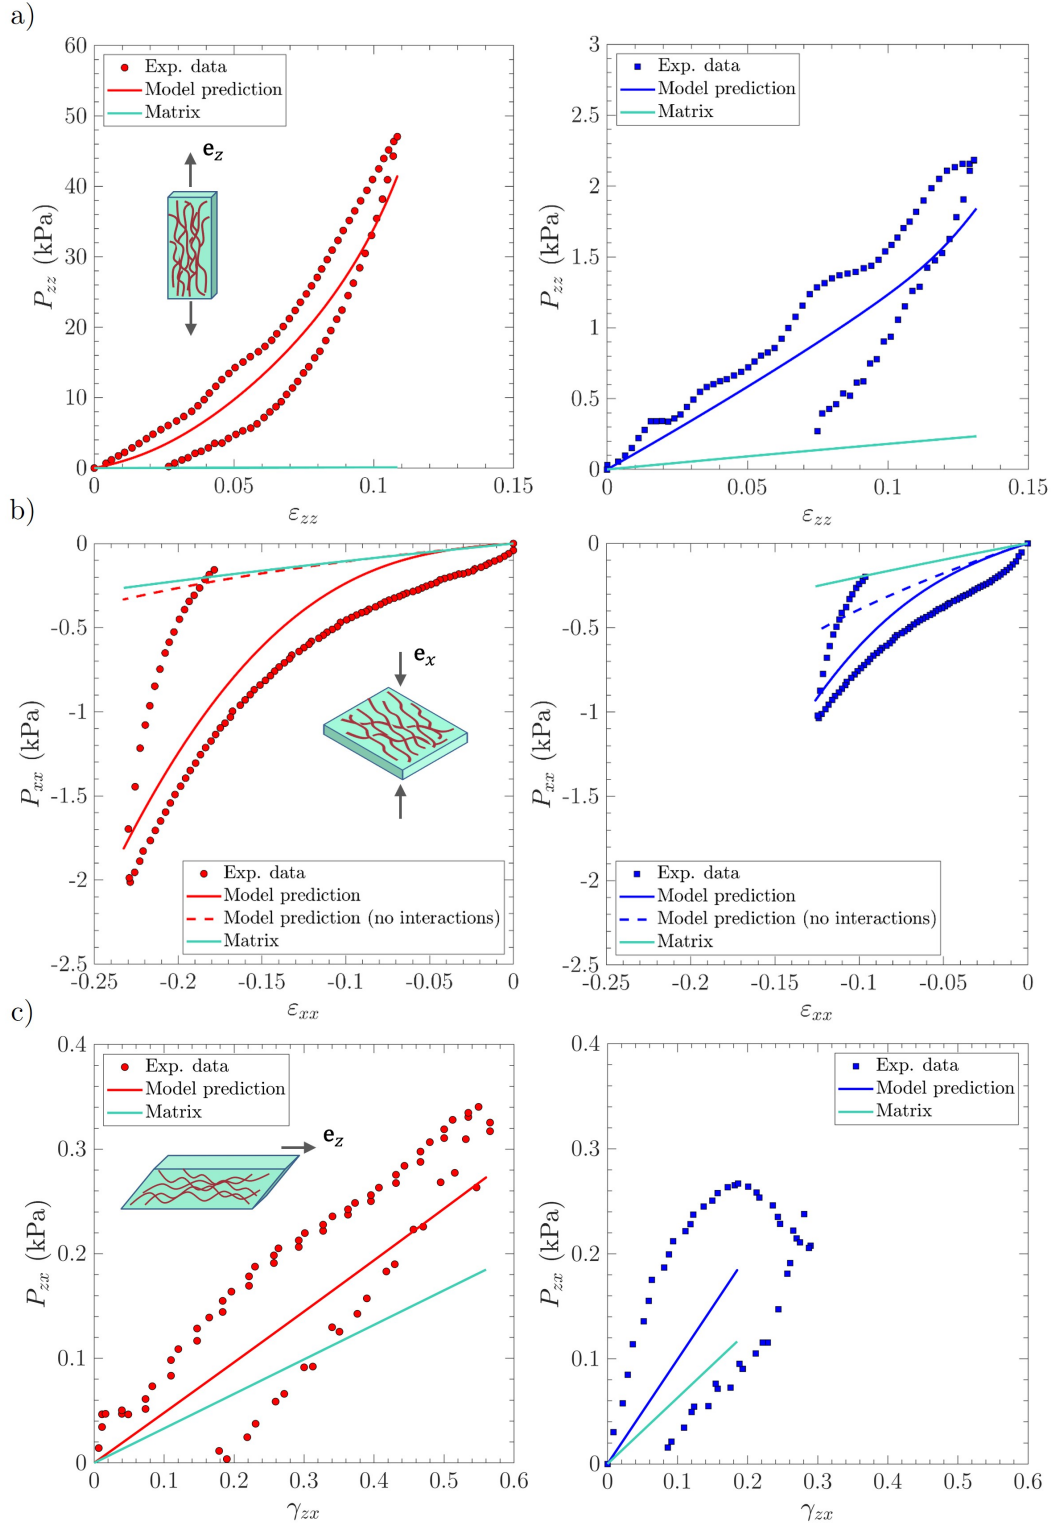 a)
60
50
40
30
20
10
0
0
0.05
0.1
0.15
P_zz (kPa)
ε_zz
Exp. data
Model prediction
Matrix
e_z
3
2.5
2
1.5
1
0.5
0
0
0.05
0.1
0.15
P_zz (kPa)
ε_zz
Exp. data
Model prediction
Matrix
b)
0
-0.5
-1
-1.5
-2
-2.5
-0.25
-0.2
-0.15
-0.1
-0.05
0
P_xx (kPa)
ε_xx
e_x
Exp. data
Model prediction
Model prediction (no interactions)
Matrix
0
-0.5
-1
-1.5
-2
-2.5
-0.25
-0.2
-0.15
-0.1
-0.05
0
P_xx (kPa)
ε_xx
Exp. data
Model prediction
Model prediction (no interactions)
Matrix
c)
0.4
0.3
0.2
0.1
0
0
0.1
0.2
0.3
0.4
0.5
0.6
P_zx (kPa)
γ_zx
Exp. data
Model prediction
Matrix
e_z
0.4
0.3
0.2
0.1
0
0
0.1
0.2
0.3
0.4
0.5
0.6
P_zx (kPa)
γ_zx
Exp. data
Model prediction
Matrix